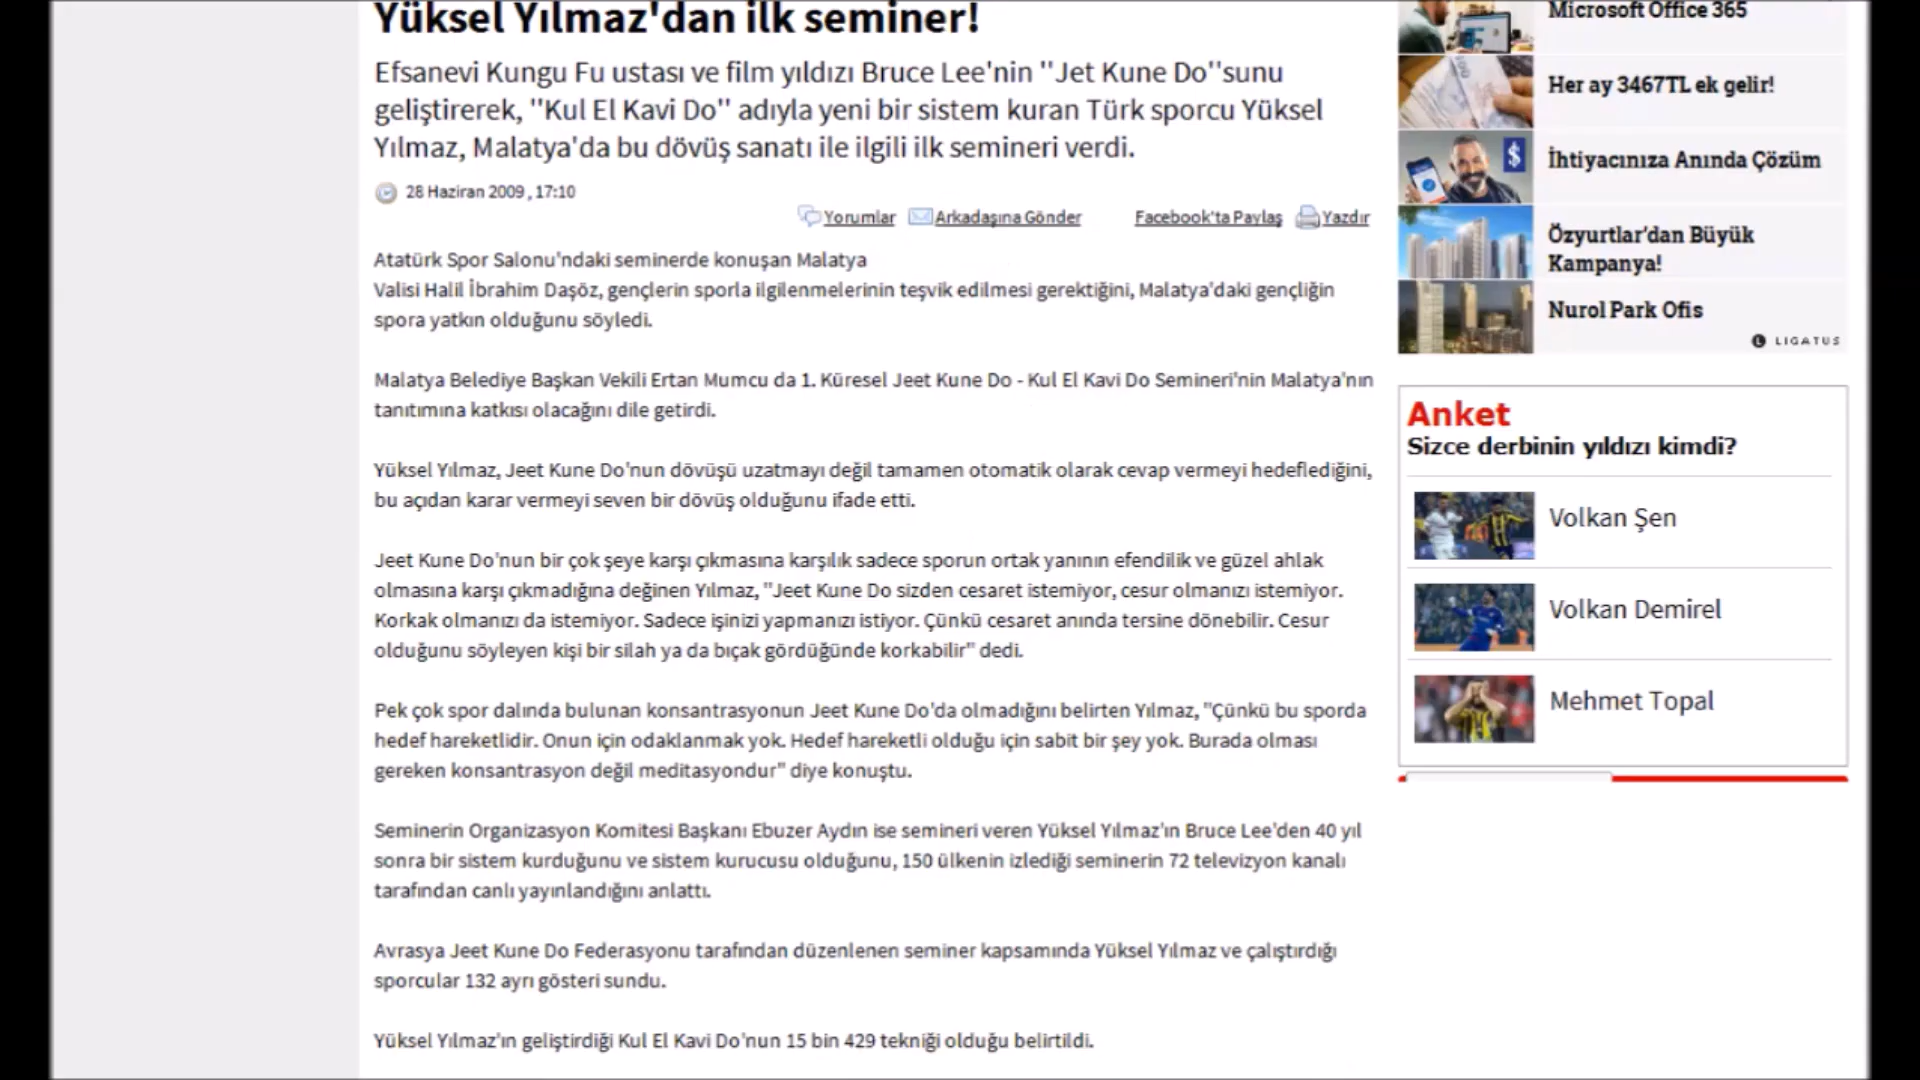 Yüksel Yılmaz'dan ilk seminer!
Efsanevi Kungu Fu ustası ve film yıldızı Bruce Lee'nin "Jet Kune Do"sunu
geliştirerek, "Kul El Kavi Do" adıyla yeni bir sistem kuran Türk sporcu Yüksel
Yılmaz, Malatya'da bu dövüş sanatı ile ilgili ilk semineri verdi.
28 Haziran 2009 , 17:10
Yorumlar Arkadaşına Gönder Facebook'ta Paylaş Yazdır
Atatürk Spor Salonu'ndaki seminerde konuşan Malatya
Valisi Halil İbrahim Daşöz, gençlerin sporla ilgilenmelerinin teşvik edilmesi gerektiğini, Malatya'daki gençliğin
spora yatkın olduğunu söyledi.
Malatya Belediye Başkan Vekili Ertan Mumcu da 1. Küresel Jeet Kune Do - Kul El Kavi Do Semineri'nin Malatya'nın
tanıtımına katkısı olacağını dile getirdi.
Yüksel Yılmaz, Jeet Kune Do'nun dövüşü uzatmayı değil tamamen otomatik olarak cevap vermeyi hedeflediğini,
bu açıdan karar vermeyi seven bir dövüş olduğunu ifade etti.
Jeet Kune Do'nun bir çok şeye karşı çıkmasına karşılık sadece sporun ortak yanının efendilik ve güzel ahlak
olmasına karşı çıkmadığına değinen Yılmaz, "Jeet Kune Do sizden cesaret istemiyor, cesur olmanızı istemiyor.
Korkak olmanızı da istemiyor. Sadece işinizi yapmanızı istiyor. Çünkü cesaret anında tersine dönebilir. Cesur
olduğunu söyleyen kişi bir silah ya da bıçak gördüğünde korkabilir" dedi.
Pek çok spor dalında bulunan konsantrasyonun Jeet Kune Do'da olmadığını belirten Yılmaz, "Çünkü bu sporda
hedef hareketlidir. Onun için odaklanmak yok. Hedef hareketli olduğu için sabit bir şey yok. Burada olması
gereken konsantrasyon değil meditasyondur" diye konuştu.
Seminerin Organizasyon Komitesi Başkanı Ebuzer Aydın ise semineri veren Yüksel Yılmaz'ın Bruce Lee'den 40 yıl
sonra bir sistem kurduğunu ve sistem kurucusu olduğunu, 150 ülkenin izlediği seminerin 72 televizyon kanalı
tarafından canlı yayınlandığını anlattı.
Avrasya Jeet Kune Do Federasyonu tarafından düzenlenen seminer kapsamında Yüksel Yılmaz ve çalıştırdığı
sporcular 132 ayrı gösteri sundu.
Yüksel Yılmaz'ın geliştirdiği Kul El Kavi Do'nun 15 bin 429 tekniği olduğu belirtildi.
Microsoft Office 365
Her ay 3467TL ek gelir!
$
İhtiyacınıza Anında Çözüm
Özyurtlar'dan Büyük
Kampanya!
Nurol Park Ofis
LIGATUS
Anket
Sizce derbinin yıldızı kimdi?
Volkan Şen
Volkan Demirel
Mehmet Topal